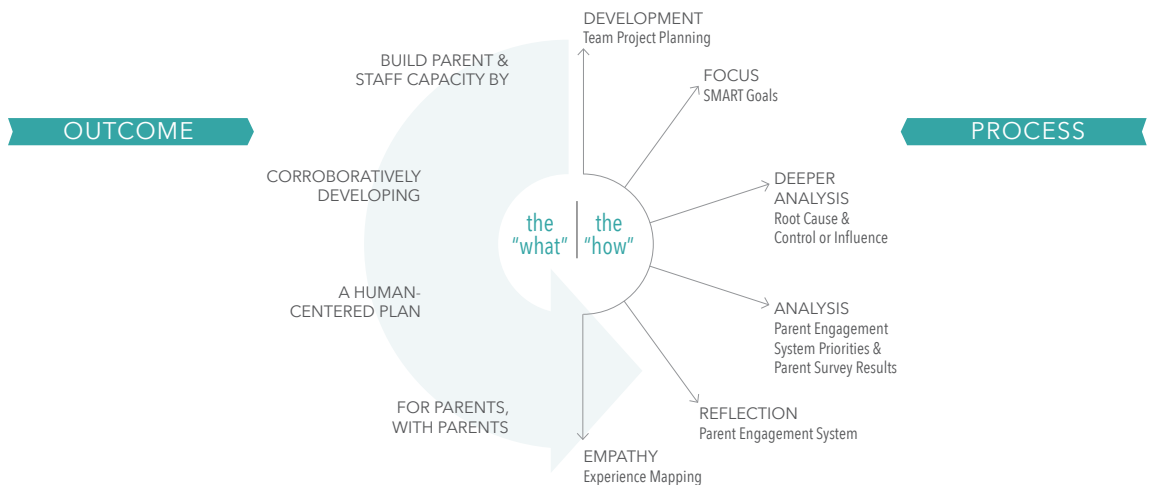 OUTCOME
BUILD PARENT &
STAFF CAPACITY BY
CORROBORATIVELY
DEVELOPING
A HUMAN-
CENTERED PLAN
FOR PARENTS,
WITH PARENTS
the
"what"
the
"how"
PROCESS
DEVELOPMENT
Team Project Planning
FOCUS
SMART Goals
DEEPER
ANALYSIS
Root Cause &
Control or Influence
ANALYSIS
Parent Engagement
System Priorities &
Parent Survey Results
REFLECTION
Parent Engagement System
EMPATHY
Experience Mapping